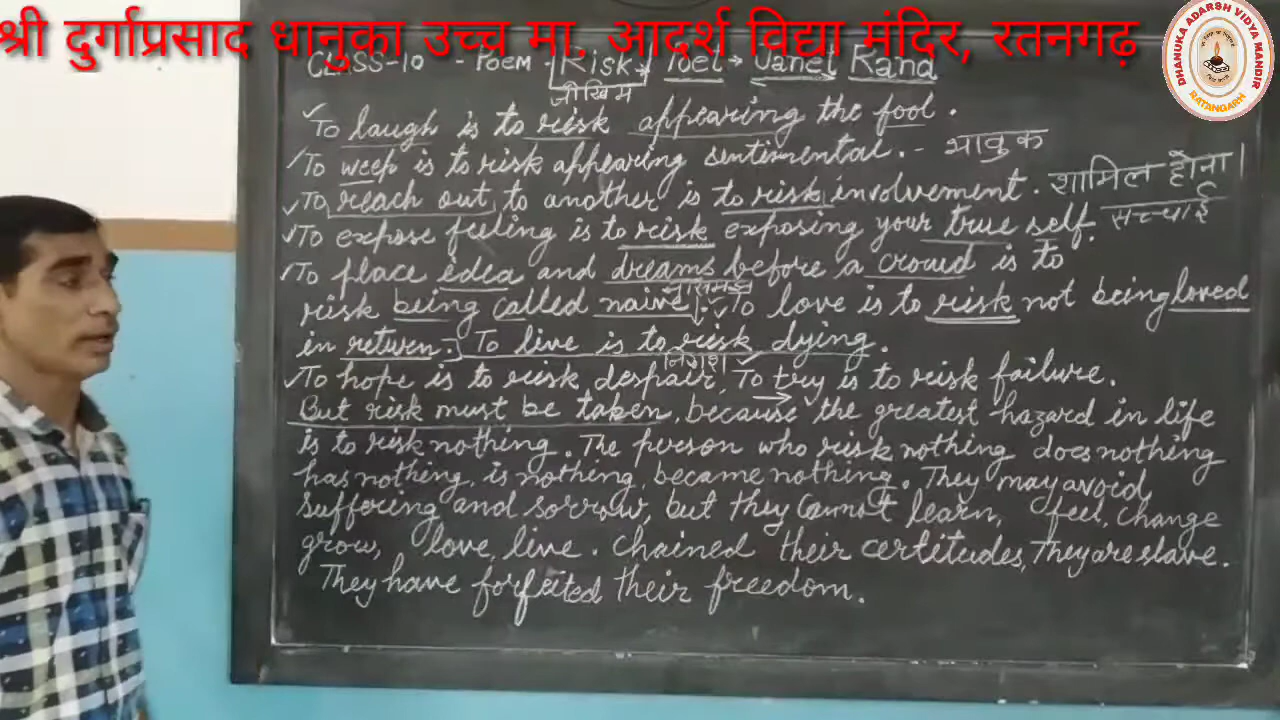 श्री दुर्गाप्रसाद धानुका उच्च मा. आदर्श विद्या मंदिर, रतनगढ़
DHANUKA ADARSH VIDYA MANDIR
RATANGARH
CLASS-10 - POEM - Risk → Poet → Janet Rand
जोखिम
To laugh is to risk appearing the fool.
To weep is to risk appearing sentimental. - भावुक
To reach out to another is to risk involvement. शामिल होना।
To expose feeling is to risk exposing your true self. सच्चाई
To place idea and dreams before a crowd is to
नासमझ
risk being called naive. To love is to risk not being loved
in return. To live is to risk dying.
निराशा
To hope is to risk despair, To try is to risk failure.
But risk must be taken, because the greatest hazard in life
is to risk nothing. The person who risk nothing does nothing
has nothing, is nothing, became nothing. They may avoid
suffering and sorrow, but they cannot learn, feel, change
grow, love, live. Chained their certitudes, They are slave.
They have forfeited their freedom.